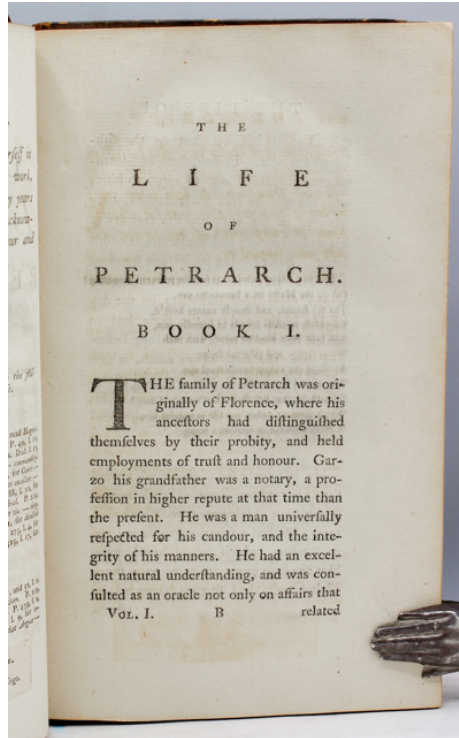 THE
LIFE
OF
PETRARCH.
BOOK I.
THE family of Petrarch was ori-
ginally of Florence, where his
anceſtors had diſtinguiſhed
themſelves by their probity, and held
employments of truſt and honour. Gar-
zo his grandfather was a notary, a pro-
feſſion in higher repute at that time than
the preſent. He was a man univerſally
reſpected for his candour, and the inte-
grity of his manners. He had an excel-
lent natural underſtanding, and was con-
ſulted as an oracle not only on affairs that
VOL. I. B related